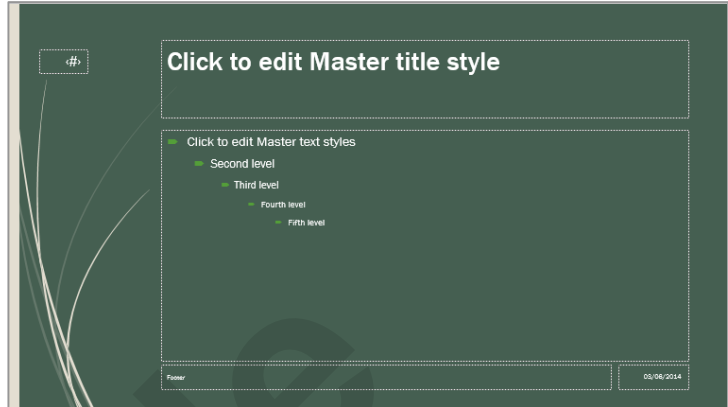 ‹#›
Click to edit Master title style
Click to edit Master text styles
Second level
Third level
Fourth level
Fifth level
Footer
03/06/2014